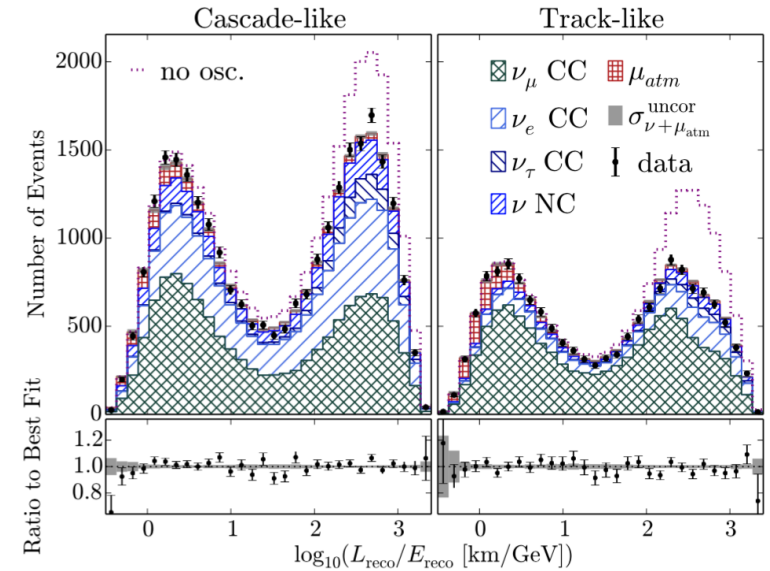 Cascade-like
Track-like
Number of Events
2000
1500
1000
500
0
no osc.
ν_μ CC
ν_e CC
ν_τ CC
ν NC
μ_atm
σ^uncor_ν+μ_atm
data
Ratio to Best Fit
1.2
1.0
0.8
0 1 2 3
0 1 2 3
log₁₀(L_reco/E_reco [km/GeV])